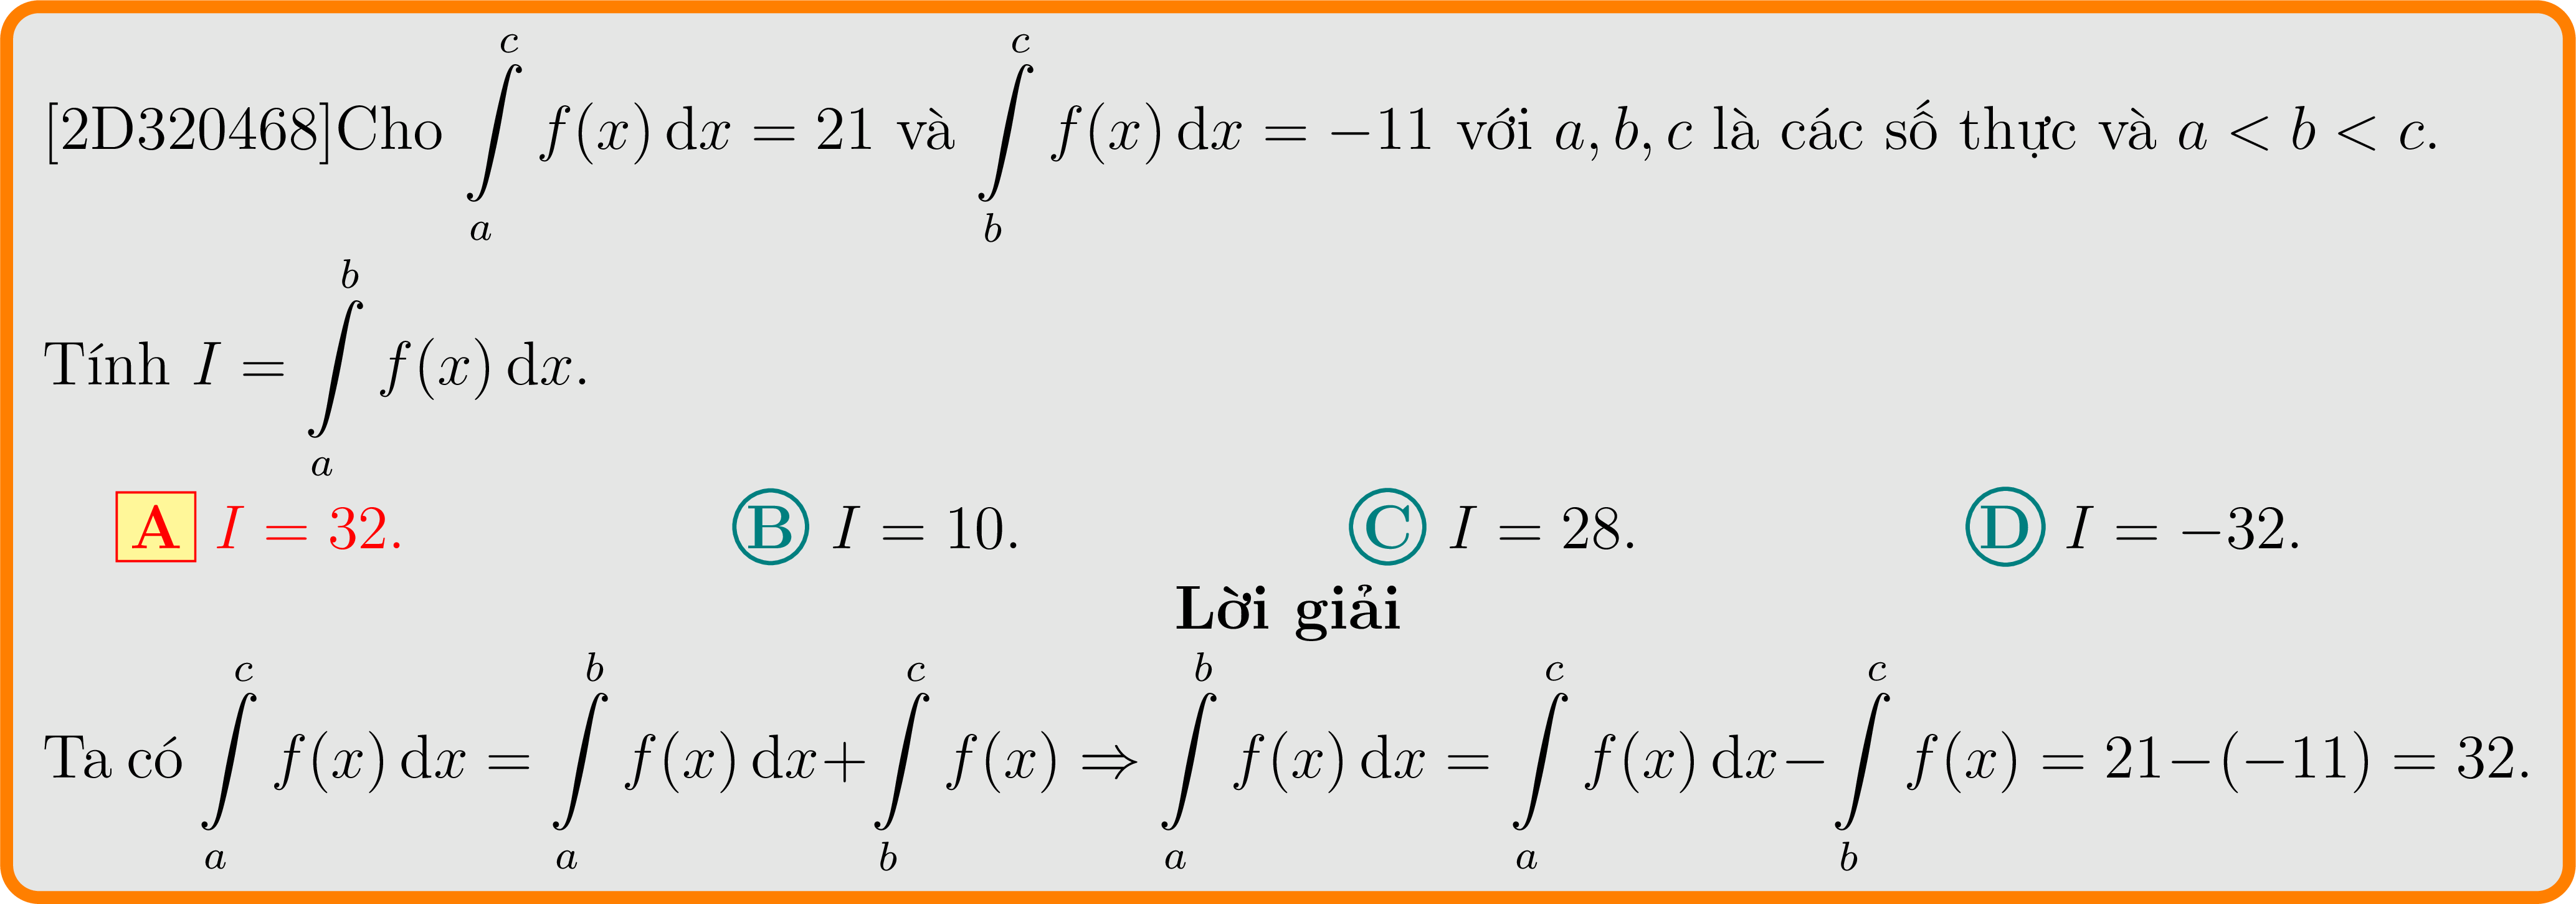 [2D320468]Cho $\int\limits_a^c f(x)\,\mathrm{d}x = 21$ và $\int\limits_b^c f(x)\,\mathrm{d}x = -11$ với $a, b, c$ là các số thực và $a < b < c$.
Tính $I = \int\limits_a^b f(x)\,\mathrm{d}x$.
A $I = 32$. B $I = 10$. C $I = 28$. D $I = -32$.
Lời giải
Ta có $\int\limits_a^c f(x)\,\mathrm{d}x = \int\limits_a^b f(x)\,\mathrm{d}x + \int\limits_b^c f(x) \Rightarrow \int\limits_a^b f(x)\,\mathrm{d}x = \int\limits_a^c f(x)\,\mathrm{d}x - \int\limits_b^c f(x) = 21 - (-11) = 32$.